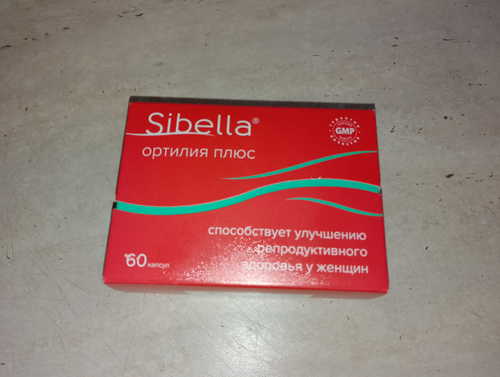 Sibella®
ортилия плюс
GMP
способствует улучшению
репродуктивного
здоровья у женщин
60 капсул